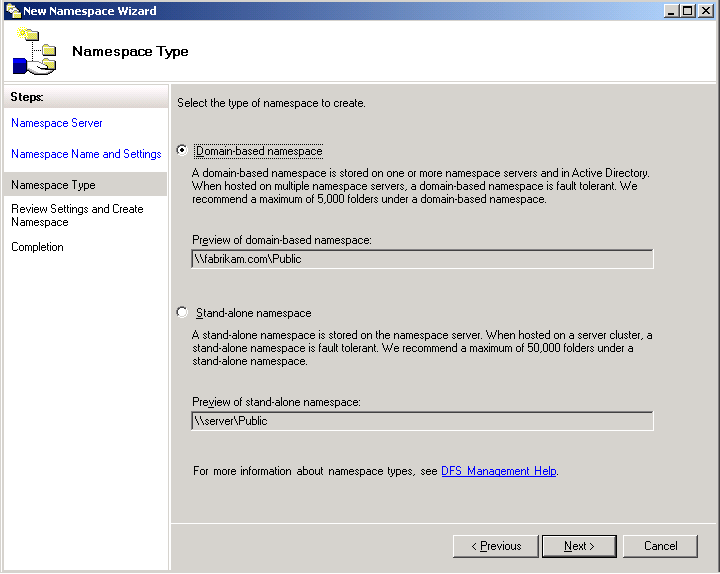 New Namespace Wizard
Namespace Type
Steps:
Namespace Server
Namespace Name and Settings
Namespace Type
Review Settings and Create
Namespace
Completion
Select the type of namespace to create.
Domain-based namespace
A domain-based namespace is stored on one or more namespace servers and in Active Directory.
When hosted on multiple namespace servers, a domain-based namespace is fault tolerant. We
recommend a maximum of 5,000 folders under a domain-based namespace.
Preview of domain-based namespace:
\\fabrikam.com\Public
Stand-alone namespace
A stand-alone namespace is stored on the namespace server. When hosted on a server cluster, a
stand-alone namespace is fault tolerant. We recommend a maximum of 50,000 folders under a
stand-alone namespace.
Preview of stand-alone namespace:
\\server\Public
For more information about namespace types, see DFS Management Help.
< Previous
Next >
Cancel